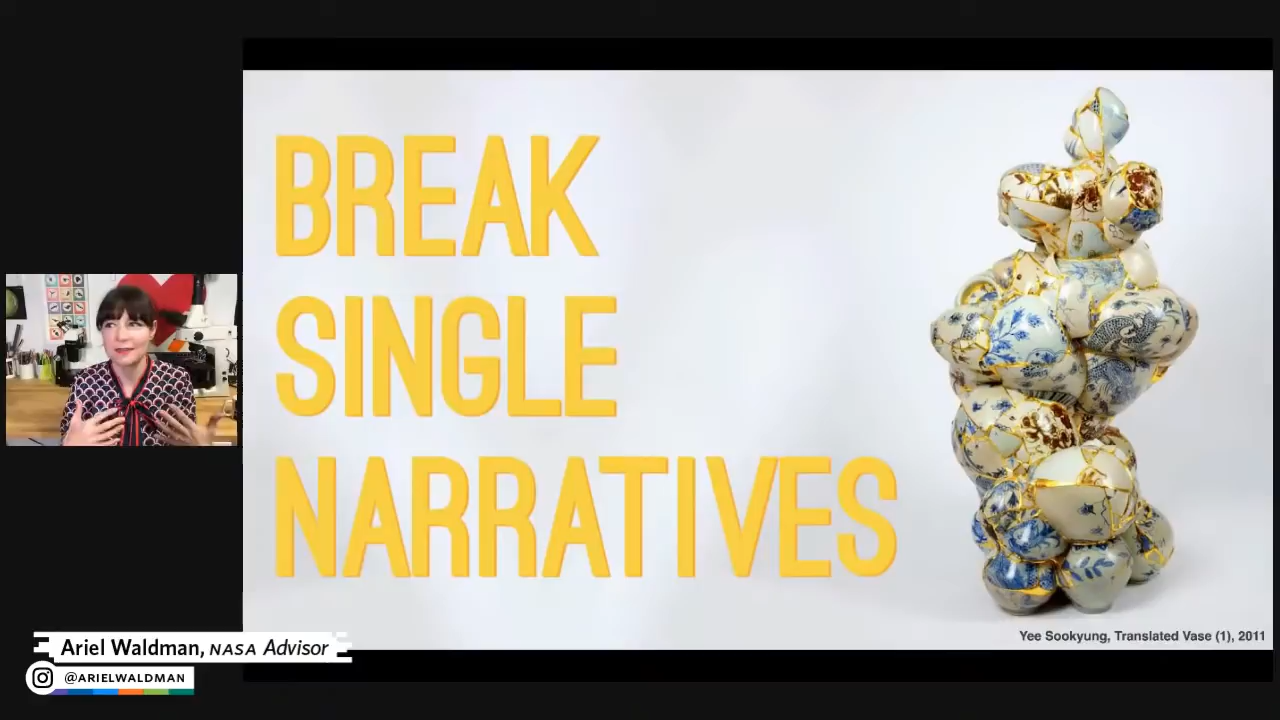 BREAK
SINGLE
NARRATIVES
Yee Sookyung, Translated Vase (1), 2011
Ariel Waldman, NASA Advisor
@ARIELWALDMAN